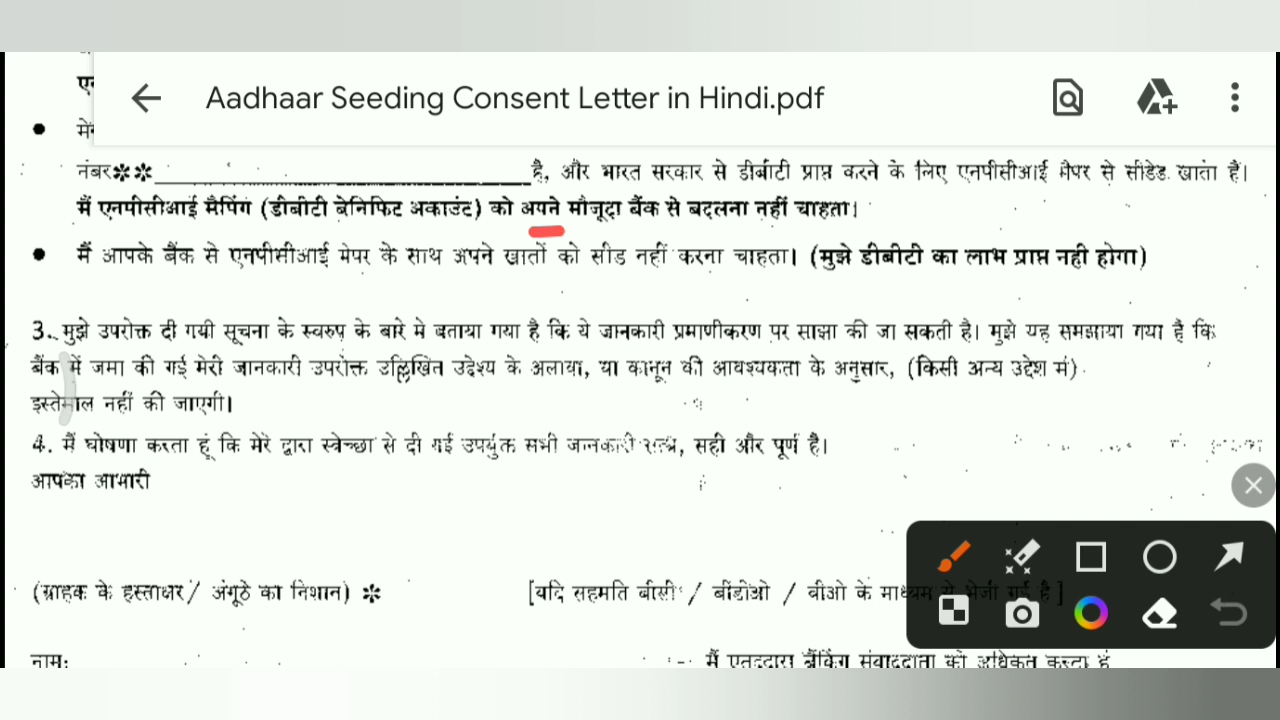 Aadhaar Seeding Consent Letter in Hindi.pdf
नंबर✽✽____________________है, और भारत सरकार से डीबीटी प्राप्त करने के लिए एनपीसीआई मैपर से सीडेड खाता हैं।
मैं एनपीसीआई मैपिंग (डीबीटी बेनिफिट अकाउंट) को अपने मौजूदा बैंक से बदलना नहीं चाहता।
● मैं आपके बैंक से एनपीसीआई मेपर के साथ अपने खातों को सीड नहीं करना चाहता। (मुझे डीबीटी का लाभ प्राप्त नही होगा)
3. मुझे उपरोक्त दी गयी सूचना के स्वरुप के बारे मे बताया गया है कि ये जानकारी प्रमाणीकरण पर साझा की जा सकती है। मुझे यह समझाया गया है कि
बैंक में जमा की गई मेरी जानकारी उपरोक्त उल्लिखित उद्देश्य के अलावा, या कानून की आवश्यकता के अनुसार, (किसी अन्य उद्देश में)
इस्तेमाल नहीं की जाएगी।
4. मैं घोषणा करता हूं कि मेरे द्वारा स्वेच्छा से दी गई उपर्युक्त सभी जानकारी सत्य, सही और पूर्ण है।
आपका आभारी
(ग्राहक के हस्ताक्षर / अंगूठे का निशान) ✽ [यदि सहमति बीसी / बीडीओ / बीओ के माध्यम से भेजी गई है]
नामः :- मैं एतद्द्वारा बैंकिंग संवाददाता को अधिकृत करता हूं